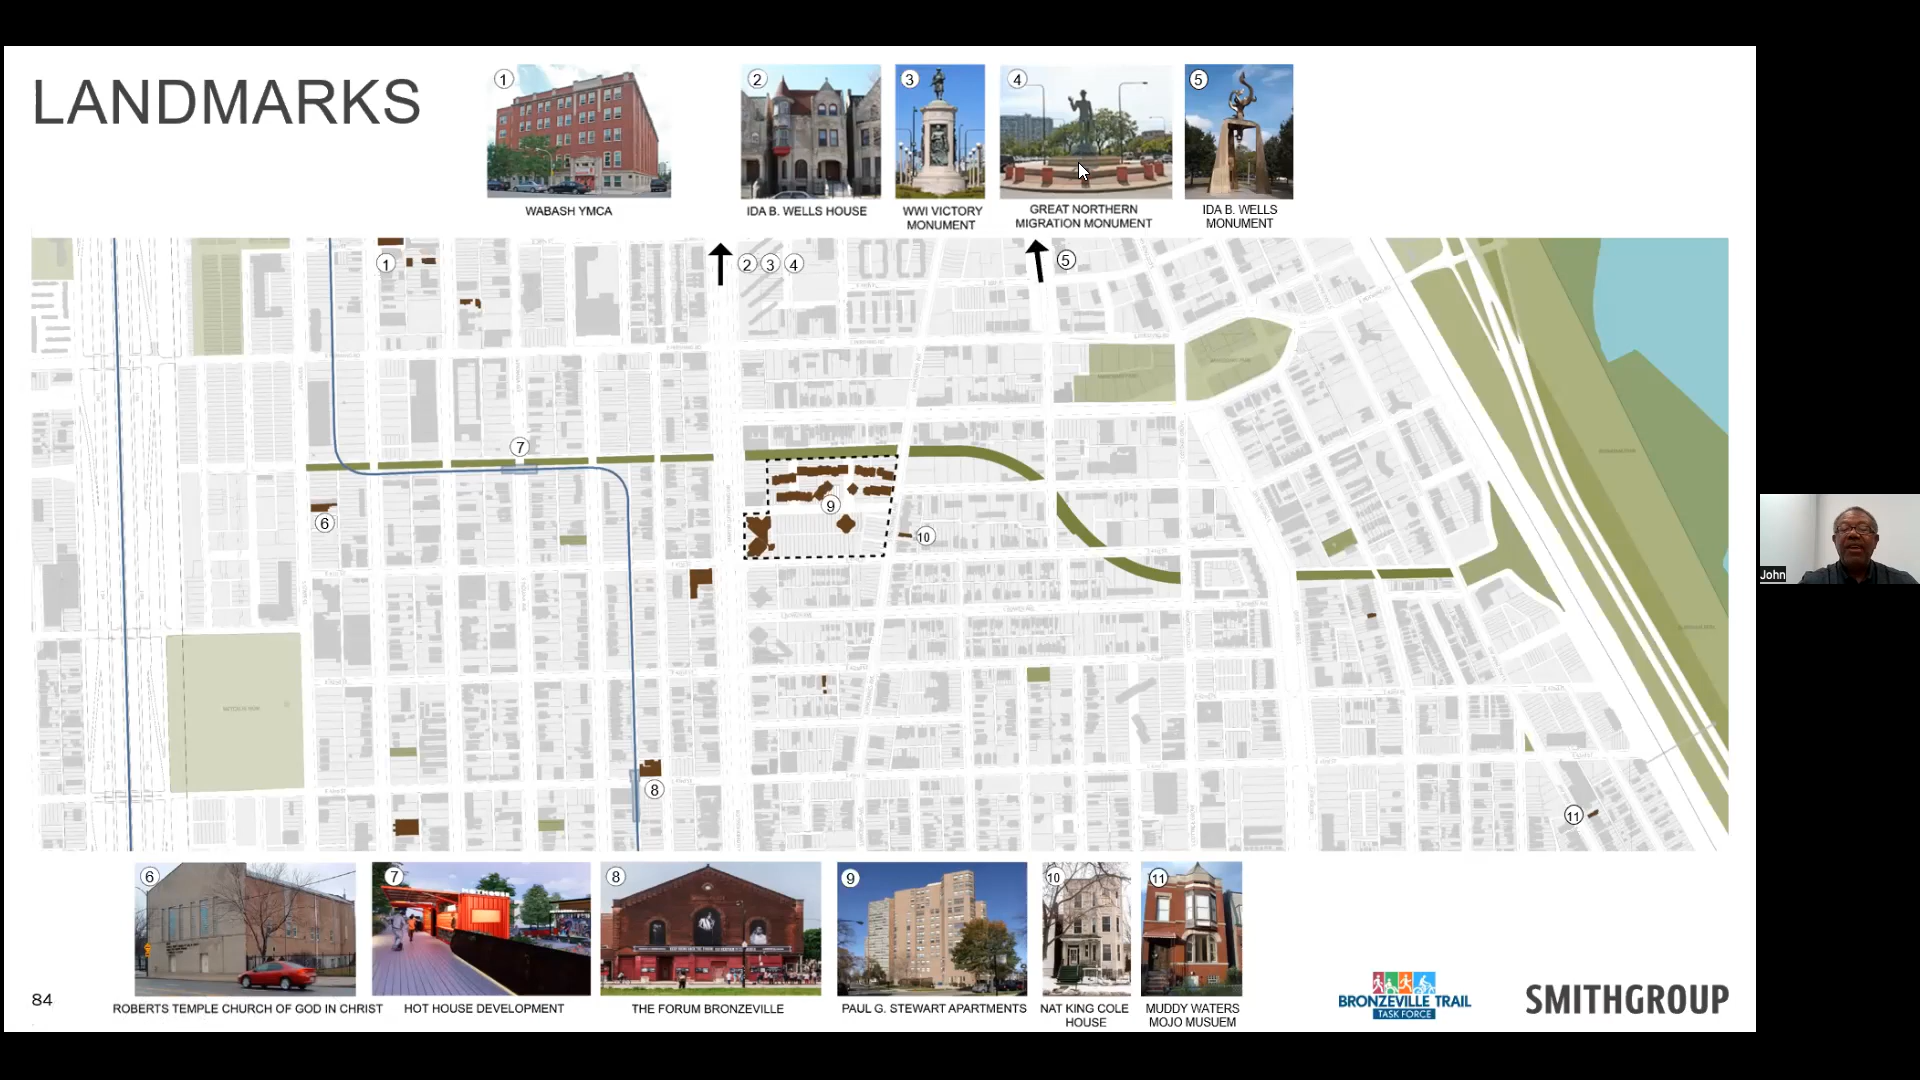 LANDMARKS
1
2
3
4
5
WABASH YMCA
IDA B. WELLS HOUSE
WWI VICTORY
MONUMENT
GREAT NORTHERN
MIGRATION MONUMENT
IDA B. WELLS
MONUMENT
1
2 3 4
5
7
6
9
10
8
11
John
6
7
8
9
10
11
84
ROBERTS TEMPLE CHURCH OF GOD IN CHRIST
HOT HOUSE DEVELOPMENT
THE FORUM BRONZEVILLE
PAUL G. STEWART APARTMENTS
NAT KING COLE
HOUSE
MUDDY WATERS
MOJO MUSUEM
BRONZEVILLE TRAIL
TASK FORCE
SMITHGROUP